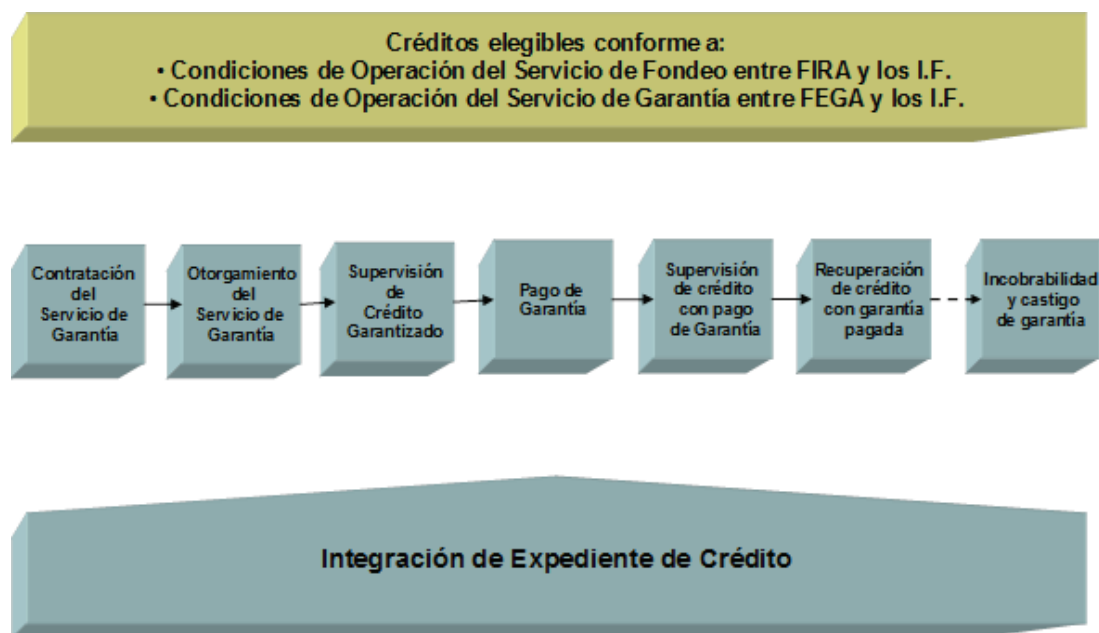 Créditos elegibles conforme a:
• Condiciones de Operación del Servicio de Fondeo entre FIRA y los I.F.
• Condiciones de Operación del Servicio de Garantía entre FEGA y los I.F.
Contratación
del
Servicio de
Garantía
Otorgamiento
del
Servicio de
Garantía
Supervisión
de
Crédito
Garantizado
Pago de
Garantía
Supervisión
de crédito
con pago
de Garantía
Recuperación
de crédito
con garantía
pagada
Incobrabilidad
y castigo
de garantía
Integración de Expediente de Crédito